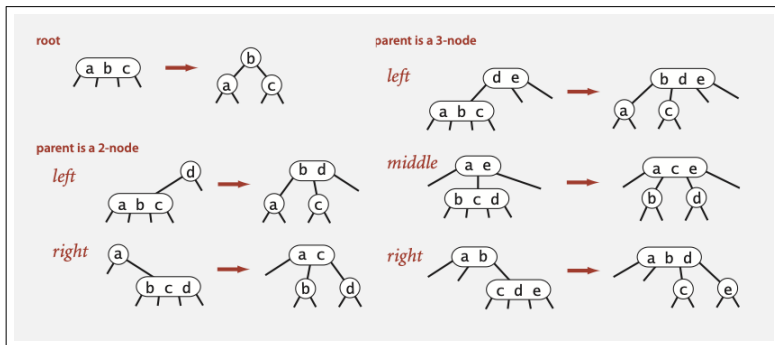 root
a b c
b
a c
parent is a 2-node
left
d
a b c
b d
a c
right
a
b c d
a c
b d
parent is a 3-node
left
d e
a b c
b d e
a c
middle
a e
b c d
a c e
b d
right
a b
c d e
a b d
c e